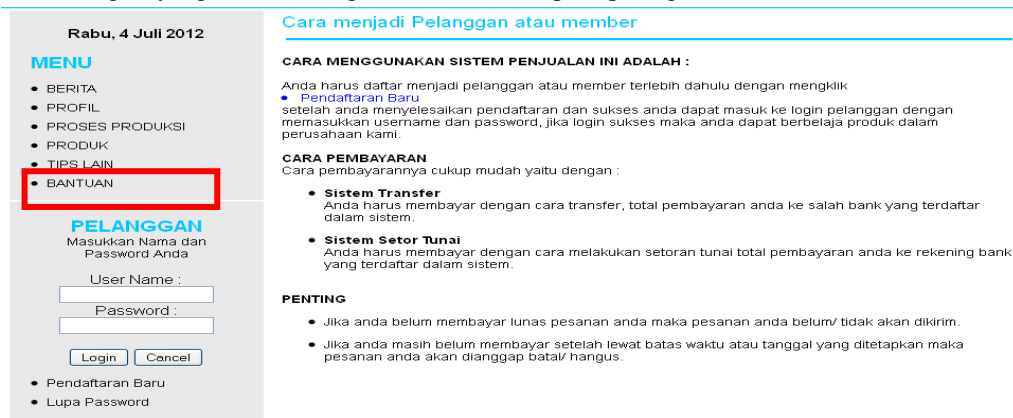 Rabu, 4 Juli 2012
MENU
BERITA
PROFIL
PROSES PRODUKSI
PRODUK
TIPS LAIN
BANTUAN
PELANGGAN
Masukkan Nama dan
Password Anda
User Name :
Password :
Login Cancel
Pendaftaran Baru
Lupa Password
Cara menjadi Pelanggan atau member
CARA MENGGUNAKAN SISTEM PENJUALAN INI ADALAH :
Anda harus daftar menjadi pelanggan atau member terlebih dahulu dengan mengklik
Pendaftaran Baru
setelah anda menyelesaikan pendaftaran dan sukses anda dapat masuk ke login pelanggan dengan
memasukkan username dan password, jika login sukses maka anda dapat berbelaja produk dalam
perusahaan kami.
CARA PEMBAYARAN
Cara pembayarannya cukup mudah yaitu dengan :
Sistem Transfer
Anda harus membayar dengan cara transfer, total pembayaran anda ke salah bank yang terdaftar
dalam sistem.
Sistem Setor Tunai
Anda harus membayar dengan cara melakukan setoran tunai total pembayaran anda ke rekening bank
yang terdaftar dalam sistem.
PENTING
Jika anda belum membayar lunas pesanan anda maka pesanan anda belum/ tidak akan dikirim.
Jika anda masih belum membayar setelah lewat batas waktu atau tanggal yang ditetapkan maka
pesanan anda akan dianggap batal/ hangus.